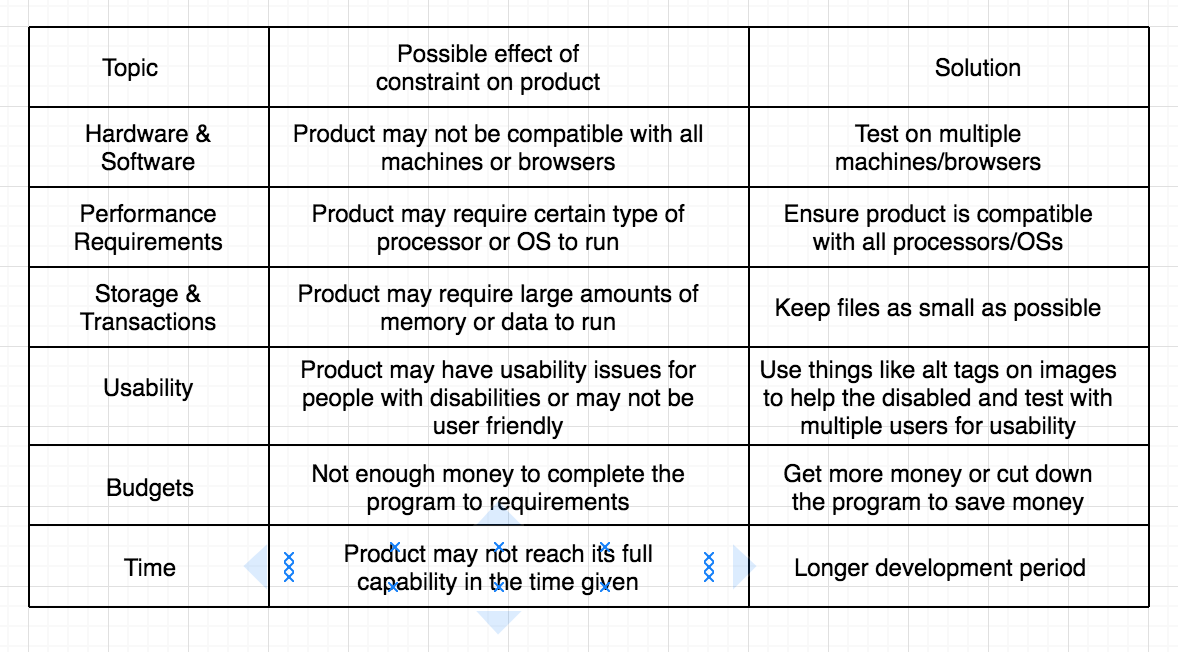 Topic
Possible effect of
constraint on product
Solution
Hardware &
Software
Product may not be compatible with all
machines or browsers
Test on multiple
machines/browsers
Performance
Requirements
Product may require certain type of
processor or OS to run
Ensure product is compatible
with all processors/OSs
Storage &
Transactions
Product may require large amounts of
memory or data to run
Keep files as small as possible
Usability
Product may have usability issues for
people with disabilities or may not be
user friendly
Use things like alt tags on images
to help the disabled and test with
multiple users for usability
Budgets
Not enough money to complete the
program to requirements
Get more money or cut down
the program to save money
Time
Product may not reach its full
capability in the time given
Longer development period